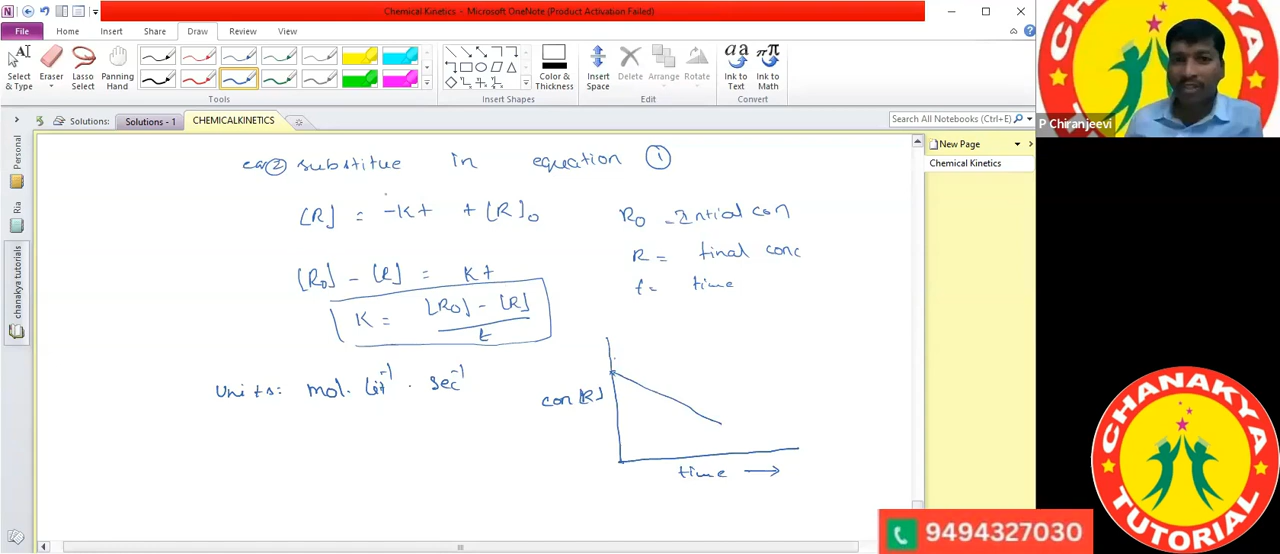 Chemical Kinetics - Microsoft OneNote (Product Activation Failed)
File Home Insert Share Draw Review View
Select & Type Eraser Lasso Select Panning Hand Color & Thickness Insert Space Delete Arrange Rotate Ink to Text Ink to Math
Tools Insert Shapes Edit Convert
Solutions: Solutions - 1 CHEMICALKINETICS Search All Notebooks (Ctrl+E)
New Page
Chemical Kinetics
Personal
Ria
chanakya tutorials
② substitue in equation ①
[R] = -Kt + [R]₀
R₀ - Intial con
R = final conc
t = time
[R₀] - [R] = Kt
K = [R₀] - [R] / t
Units: mol. lit⁻¹ . sec⁻¹
con [R]
time →
CHANAKYA
P Chiranjeevi
CHANAKYA
TUTORIAL
9494327030